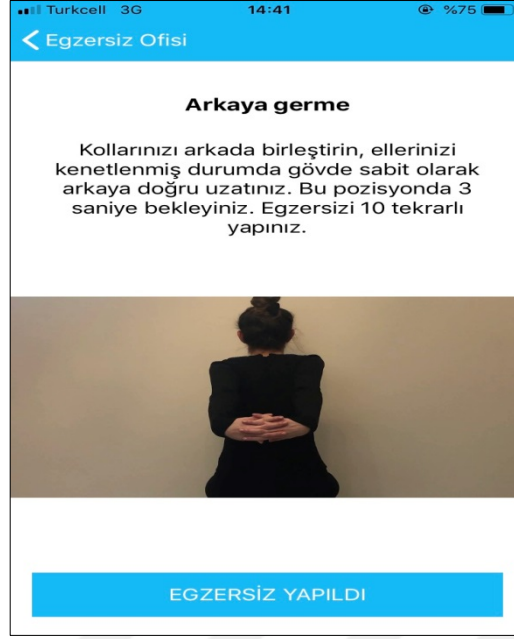 Turkcell 3G 14:41 %75
Egzersiz Ofisi
Arkaya germe
Kollarınızı arkada birleştirin, ellerinizi
kenetlenmiş durumda gövde sabit olarak
arkaya doğru uzatınız. Bu pozisyonda 3
saniye bekleyiniz. Egzersizi 10 tekrarlı
yapınız.
EGZERSİZ YAPILDI